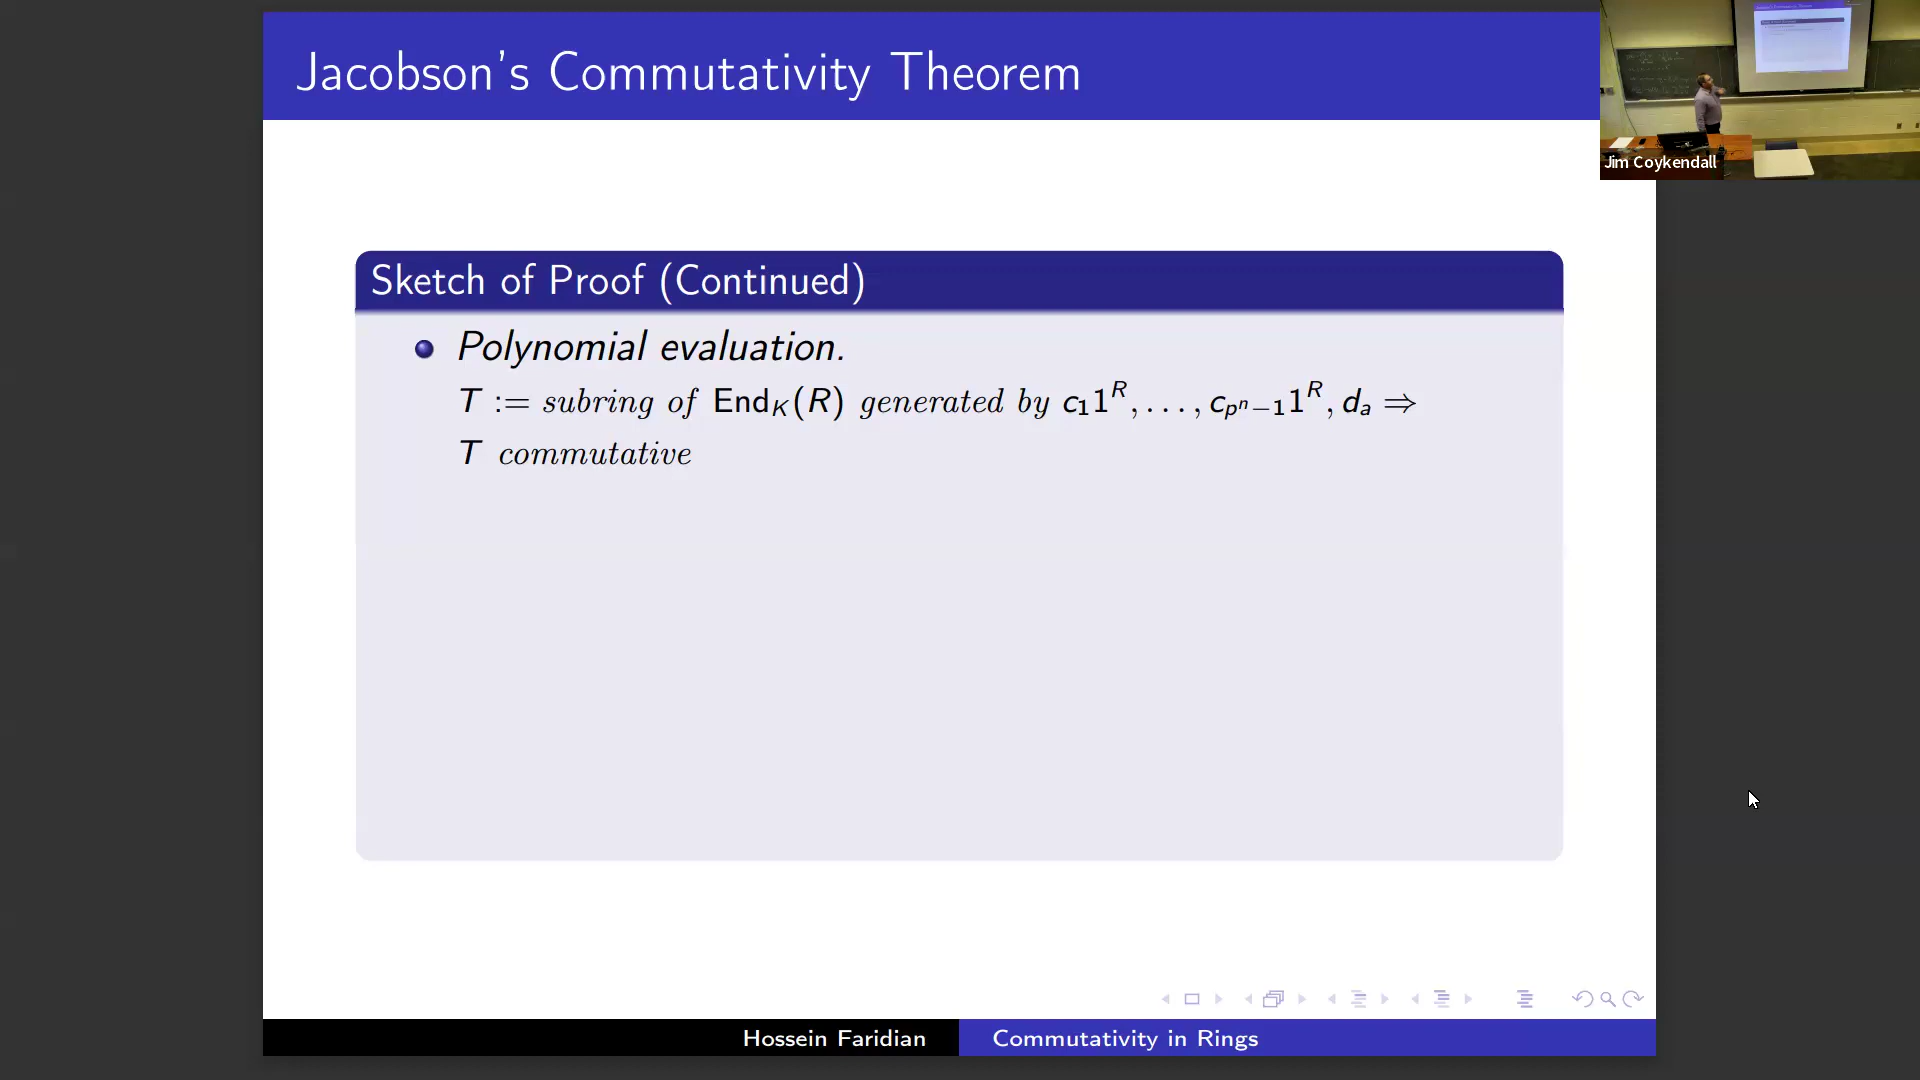 Jacobson's Commutativity Theorem
Jim Coykendall
Sketch of Proof (Continued)
Polynomial evaluation.
T := subring of End_K(R) generated by c_1 1^R, ..., c_{p^n−1} 1^R, d_a ⇒
T commutative
Hossein Faridian
Commutativity in Rings